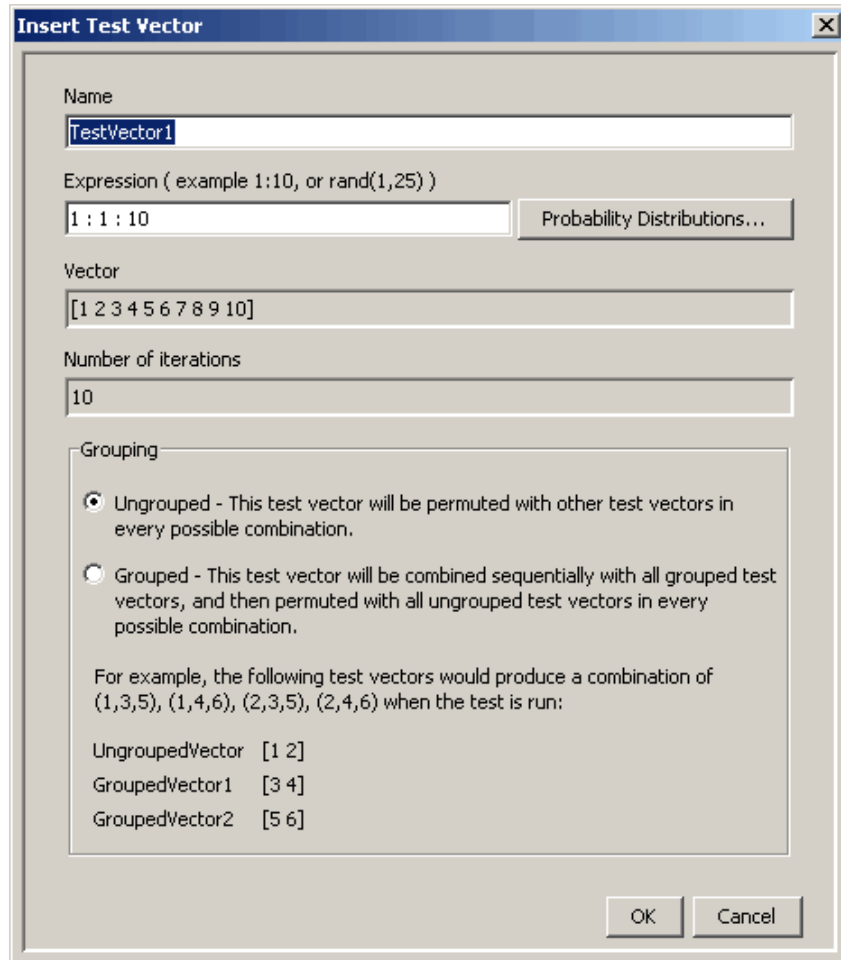 Insert Test Vector
Name
TestVector1
Expression ( example 1:10, or rand(1,25) )
1 : 1 : 10
Probability Distributions...
Vector
[1 2 3 4 5 6 7 8 9 10]
Number of iterations
10
Grouping
Ungrouped - This test vector will be permuted with other test vectors in
every possible combination.
Grouped - This test vector will be combined sequentially with all grouped test
vectors, and then permuted with all ungrouped test vectors in every
possible combination.
For example, the following test vectors would produce a combination of
(1,3,5), (1,4,6), (2,3,5), (2,4,6) when the test is run:
UngroupedVector [1 2]
GroupedVector1 [3 4]
GroupedVector2 [5 6]
OK Cancel